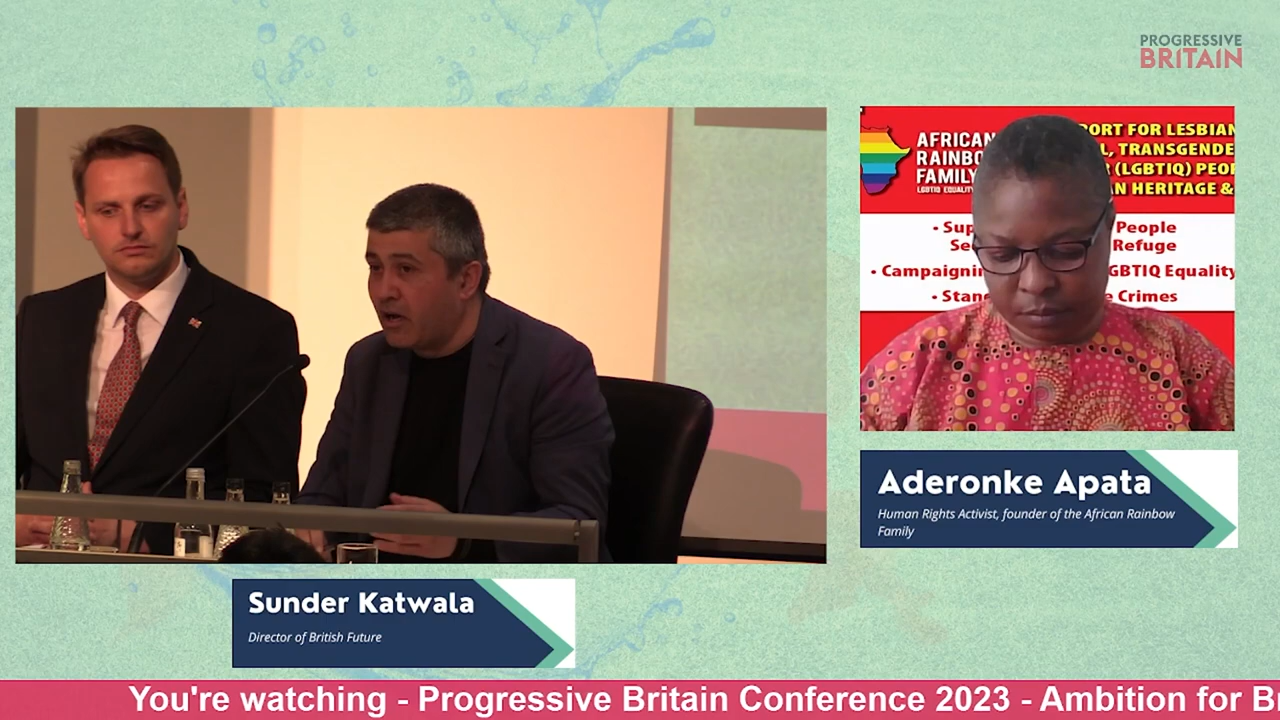 PROGRESSIVE
BRITAIN
AFRICAN
RAINBO
FAMILY
LGBTIQ EQUALITY
PORT FOR LESBIAN
L, TRANSGENDE
(LGBTIQ) PEOP
AN HERITAGE &
• Sup People
Se Refuge
• Campaignin GBTIQ Equality
• Stan e Crimes
Aderonke Apata
Human Rights Activist, founder of the African Rainbow
Family
Sunder Katwala
Director of British Future
You're watching - Progressive Britain Conference 2023 - Ambition for Br